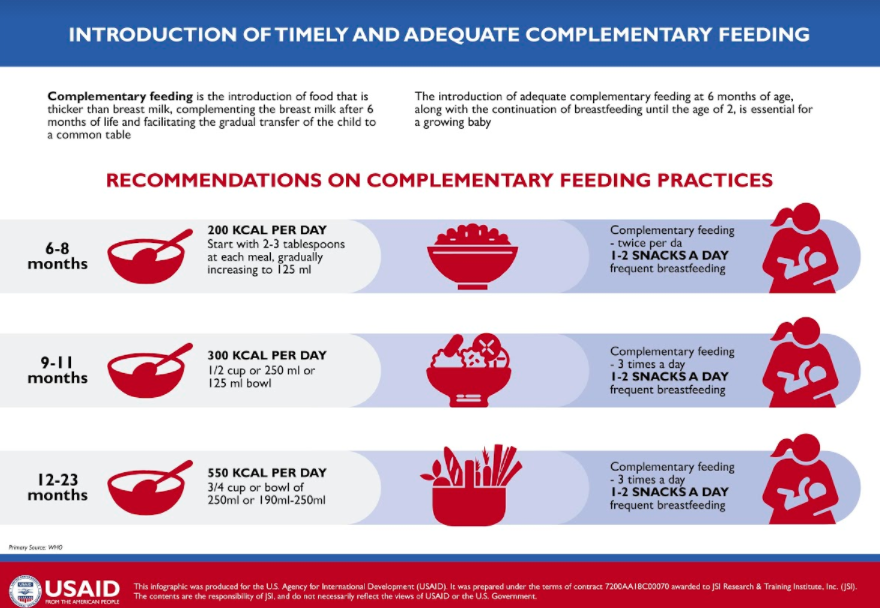 INTRODUCTION OF TIMELY AND ADEQUATE COMPLEMENTARY FEEDING
Complementary feeding is the introduction of food that is
thicker than breast milk, complementing the breast milk after 6
months of life and facilitating the gradual transfer of the child to
a common table
The introduction of adequate complementary feeding at 6 months of age,
along with the continuation of breastfeeding until the age of 2, is essential for
a growing baby
RECOMMENDATIONS ON COMPLEMENTARY FEEDING PRACTICES
6-8
months
200 KCAL PER DAY
Start with 2-3 tablespoons
at each meal, gradually
increasing to 125 ml
Complementary feeding
- twice per da
1-2 SNACKS A DAY
frequent breastfeeding
9-11
months
300 KCAL PER DAY
1/2 cup or 250 ml or
125 ml bowl
Complementary feeding
- 3 times a day
1-2 SNACKS A DAY
frequent breastfeeding
12-23
months
550 KCAL PER DAY
3/4 cup or bowl of
250ml or 190ml-250ml
Complementary feeding
- 3 times a day
1-2 SNACKS A DAY
frequent breastfeeding
Primary Source: WHO
USAID
FROM THE AMERICAN PEOPLE
This infographic was produced for the U.S. Agency for International Development (USAID). It was prepared under the terms of contract 7200AA18C00070 awarded to JSI Research & Training Institute, Inc. (JSI).
The contents are the responsibility of JSI, and do not necessarily reflect the views of USAID or the U.S. Government.